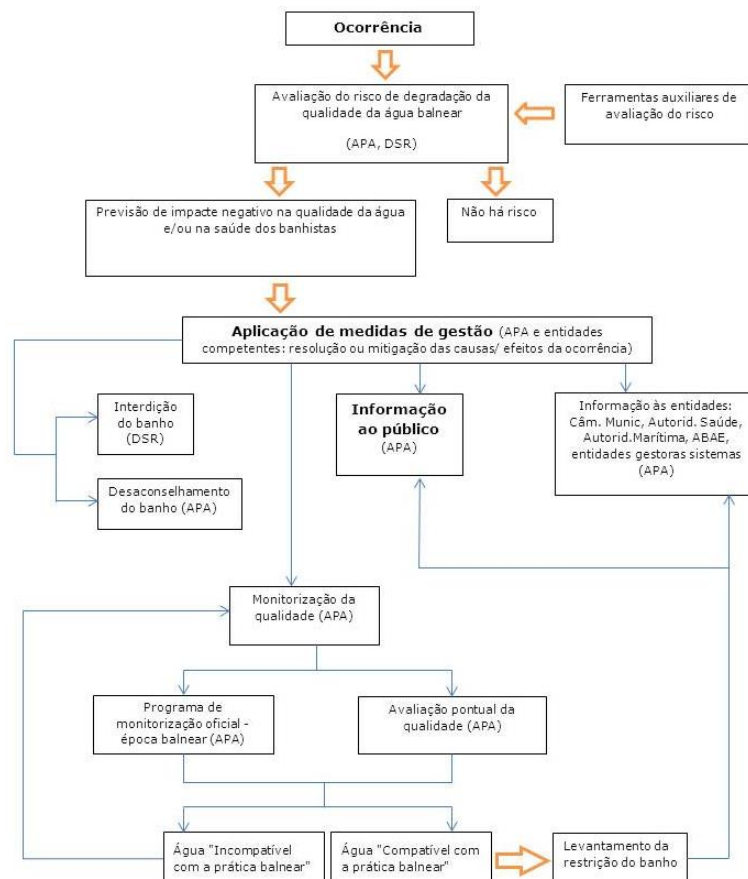 Ocorrência
Avaliação do risco de degradação da
qualidade da água balnear
(APA, DSR)
Ferramentas auxiliares de
avaliação do risco
Previsão de impacte negativo na qualidade da água
e/ou na saúde dos banhistas
Não há risco
Aplicação de medidas de gestão (APA e entidades
competentes: resolução ou mitigação das causas/ efeitos da ocorrência)
Interdição
do banho
(DSR)
Desaconselhamento
do banho (APA)
Informação
ao público
(APA)
Informação às entidades:
Câm. Munic, Autorid. Saúde,
Autorid.Marítima, ABAE,
entidades gestoras sistemas
(APA)
Monitorização da
qualidade (APA)
Programa de
monitorização oficial -
época balnear (APA)
Avaliação pontual da
qualidade (APA)
Água "Incompatível
com a prática balnear"
Água "Compatível com
a prática balnear"
Levantamento da
restrição do banho